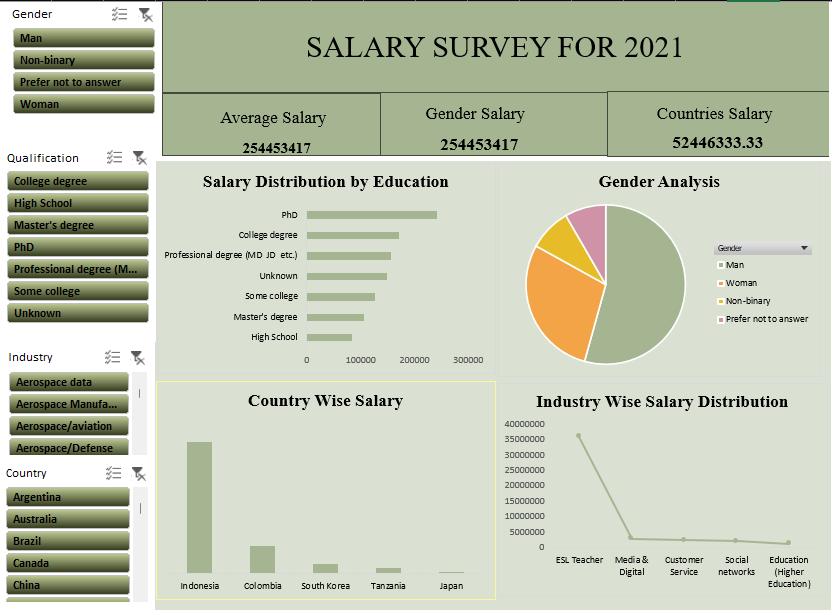 Gender
Man
Non-binary
Prefer not to answer
Woman
Qualification
College degree
High School
Master's degree
PhD
Professional degree (M...
Some college
Unknown
Industry
Aerospace data
Aerospace Manufa...
Aerospace/aviation
Aerospace/Defense
Country
Argentina
Australia
Brazil
Canada
China
SALARY SURVEY FOR 2021
Average Salary
254453417
Gender Salary
254453417
Countries Salary
52446333.33
Salary Distribution by Education
PhD
College degree
Professional degree (MD JD etc.)
Unknown
Some college
Master's degree
High School
0 100000 200000 300000
Gender Analysis
Gender
Man
Woman
Non-binary
Prefer not to answer
Country Wise Salary
Indonesia Colombia South Korea Tanzania Japan
Industry Wise Salary Distribution
40000000
35000000
30000000
25000000
20000000
15000000
10000000
5000000
0
ESL Teacher Media & Customer Social Education
Digital Service networks (Higher
Education)